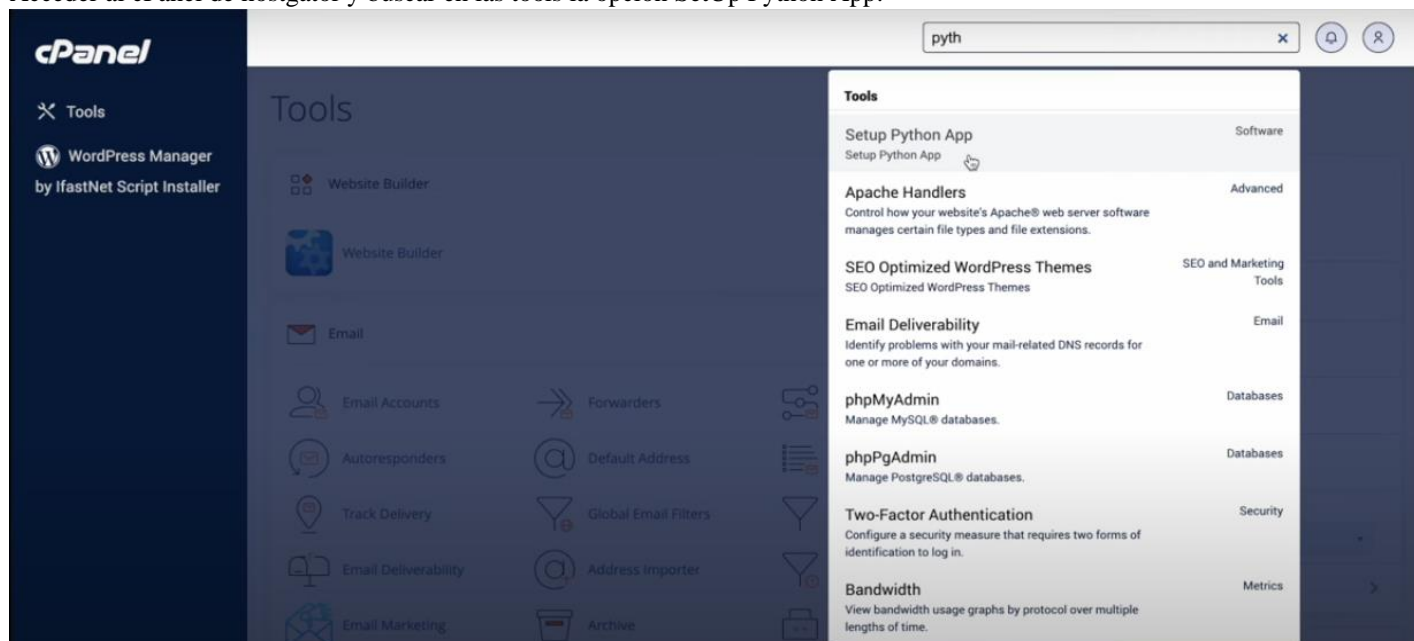 Acceder al cPanel de hostgator y buscar en las tools la opción SetUp Python App.
cPanel
pyth
Tools
WordPress Manager
by IfastNet Script Installer
Tools
Website Builder
Website Builder
Email
Email Accounts
Forwarders
Autoresponders
Default Address
Track Delivery
Global Email Filters
Email Deliverability
Address Importer
Email Marketing
Archive
Tools
Setup Python App
Software
Setup Python App
Apache Handlers
Advanced
Control how your website's Apache® web server software
manages certain file types and file extensions.
SEO Optimized WordPress Themes
SEO and Marketing
Tools
SEO Optimized WordPress Themes
Email Deliverability
Email
Identify problems with your mail-related DNS records for
one or more of your domains.
phpMyAdmin
Databases
Manage MySQL® databases.
phpPgAdmin
Databases
Manage PostgreSQL® databases.
Two-Factor Authentication
Security
Configure a security measure that requires two forms of
identification to log in.
Bandwidth
Metrics
View bandwidth usage graphs by protocol over multiple
lengths of time.